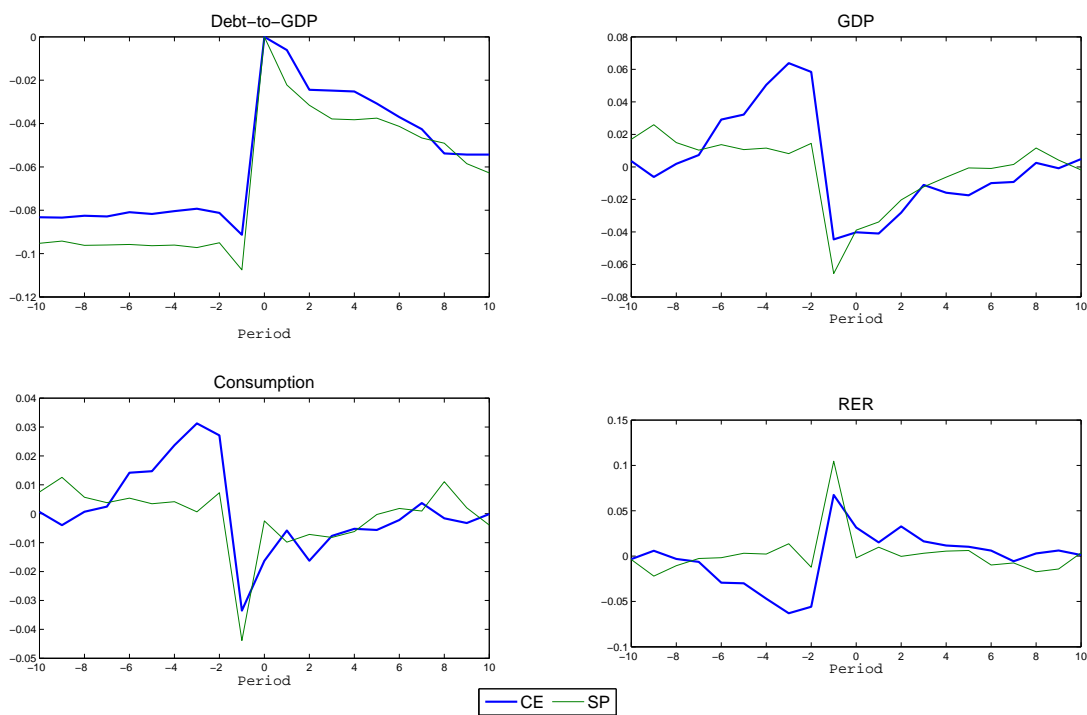 Debt−to−GDP
0
−0.02
−0.04
−0.06
−0.08
−0.1
−0.12
−10 −8 −6 −4 −2 0 2 4 6 8 10
Period
GDP
0.08
0.06
0.04
0.02
0
−0.02
−0.04
−0.06
−0.08
−10 −8 −6 −4 −2 0 2 4 6 8 10
Period
Consumption
0.04
0.03
0.02
0.01
0
−0.01
−0.02
−0.03
−0.04
−0.05
−10 −8 −6 −4 −2 0 2 4 6 8 10
Period
RER
0.15
0.1
0.05
0
−0.05
−0.1
−10 −8 −6 −4 −2 0 2 4 6 8 10
Period
CE SP